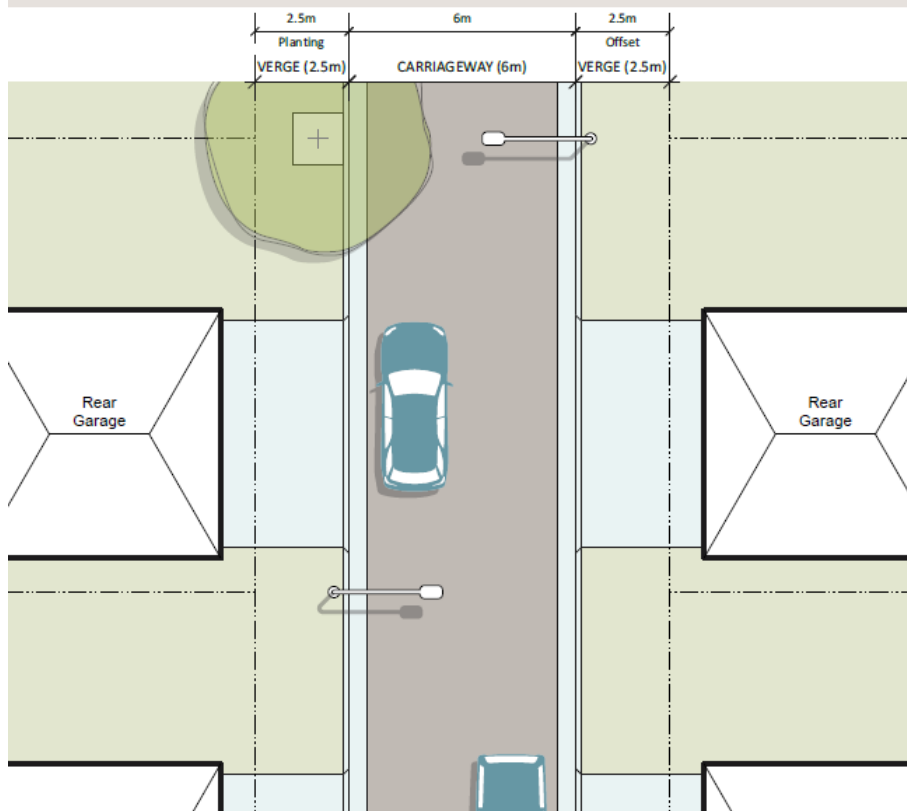 2.5m 6m 2.5m
Planting Offset
VERGE (2.5m) CARRIAGEWAY (6m) VERGE (2.5m)
Rear
Garage
Rear
Garage